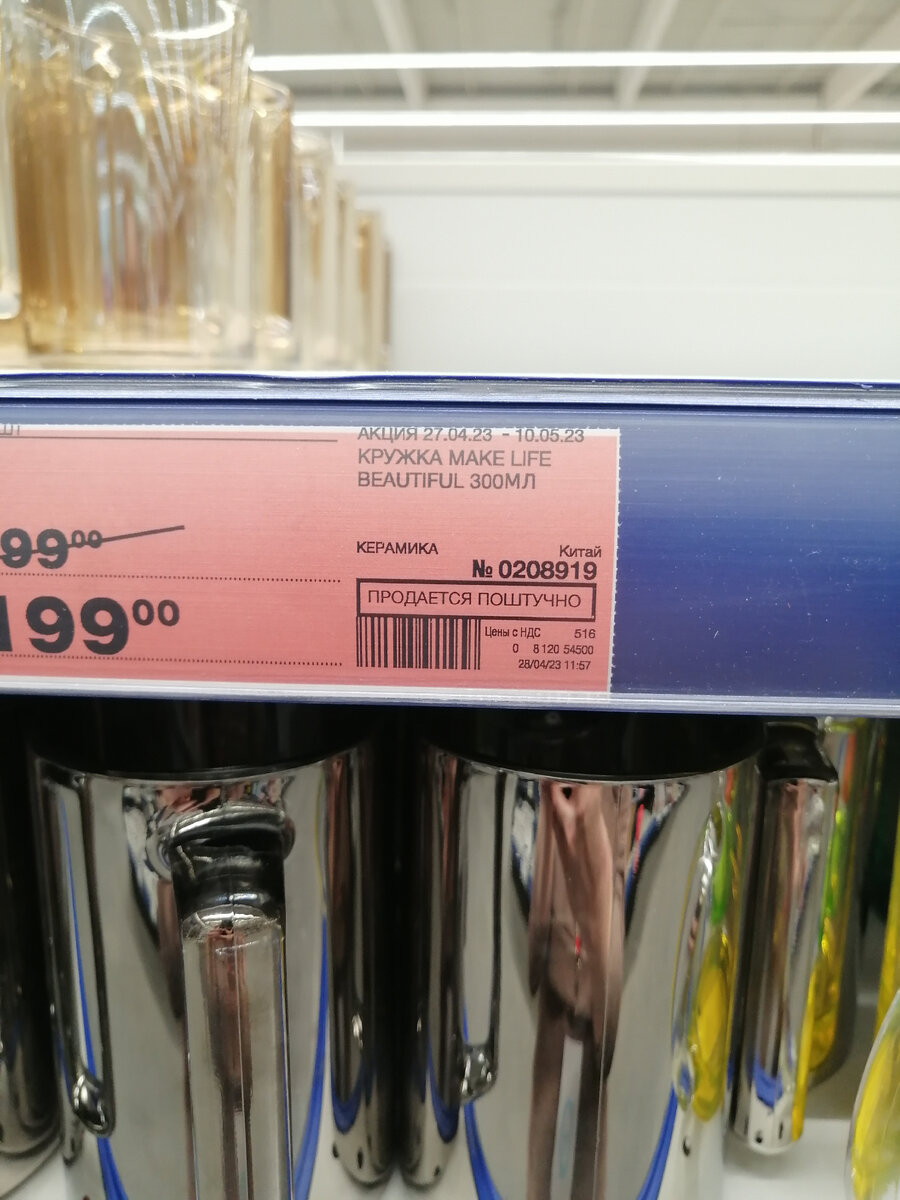 ШТ
АКЦИЯ 27.04.23 - 10.05.23
КРУЖКА MAKE LIFE
BEAUTIFUL 300МЛ
99⁰⁰
199⁰⁰
КЕРАМИКА Китай
№ 0208919
ПРОДАЕТСЯ ПОШТУЧНО
Цены с НДС 516
0 8120 54500
28/04/23 11:57